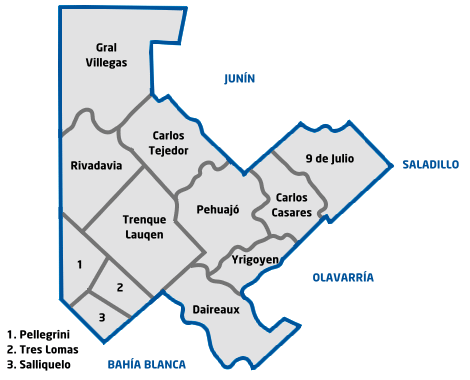 Gral
Villegas
JUNÍN
Carlos
Tejedor
9 de Julio
SALADILLO
Rivadavia
Carlos
Casares
Pehuajó
Trenque
Lauqen
Yrigoyen
1
2
OLAVARRÍA
3
Daireaux
1. Pellegrini
2. Tres Lomas
3. Salliquelo
BAHÍA BLANCA